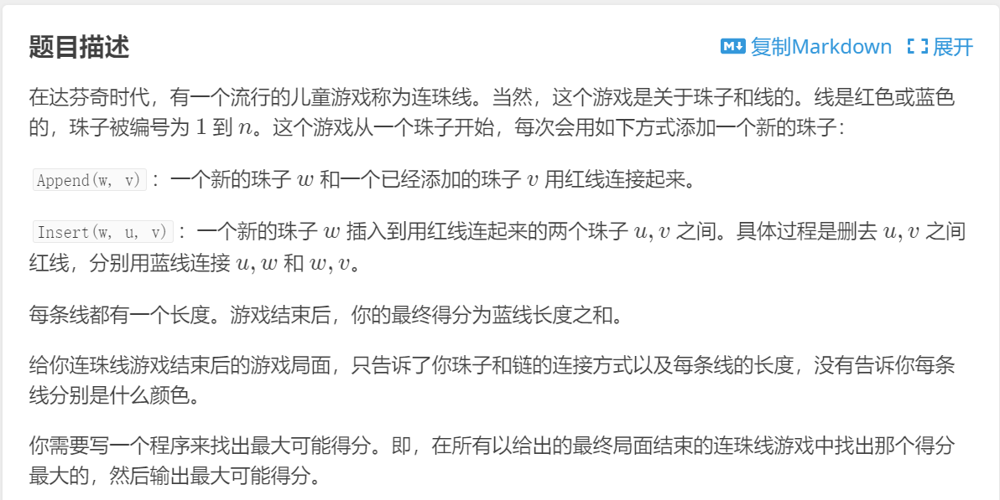 题目描述
复制Markdown 展开
在达芬奇时代，有一个流行的儿童游戏称为连珠线。当然，这个游戏是关于珠子和线的。线是红色或蓝色
的，珠子被编号为 1 到 n。这个游戏从一个珠子开始，每次会用如下方式添加一个新的珠子：
Append(w, v)：一个新的珠子 w 和一个已经添加的珠子 v 用红线连接起来。
Insert(w, u, v)：一个新的珠子 w 插入到用红线连起来的两个珠子 u, v 之间。具体过程是删去 u, v 之间
红线，分别用蓝线连接 u, w 和 w, v。
每条线都有一个长度。游戏结束后，你的最终得分为蓝线长度之和。
给你连珠线游戏结束后的游戏局面，只告诉了你珠子和链的连接方式以及每条线的长度，没有告诉你每条
线分别是什么颜色。
你需要写一个程序来找出最大可能得分。即，在所有以给出的最终局面结束的连珠线游戏中找出那个得分
最大的，然后输出最大可能得分。